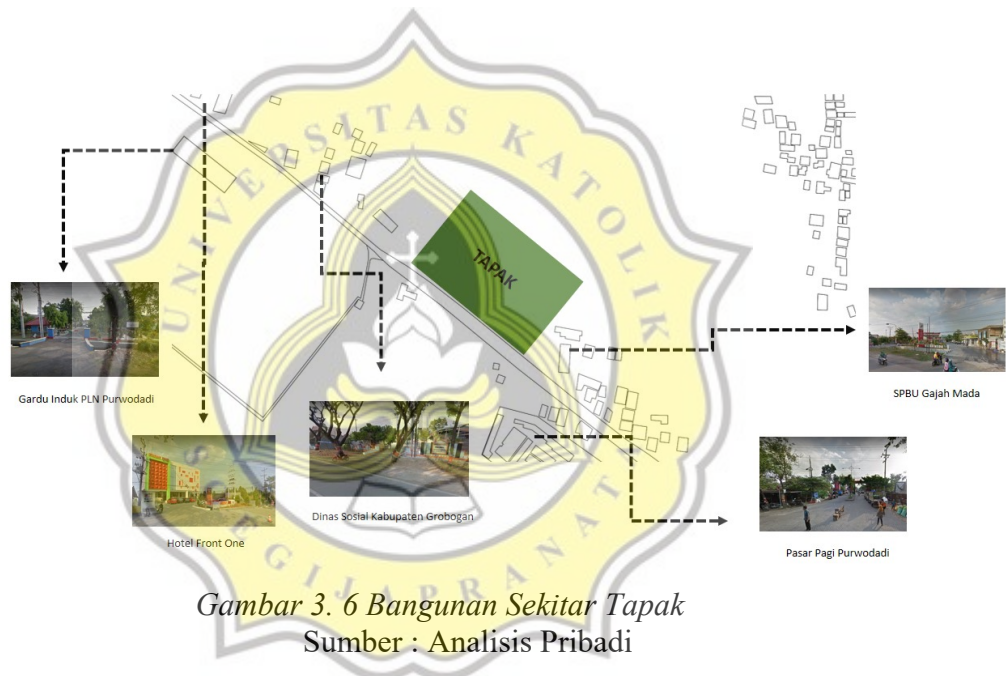 UNIVERSITAS KATOLIK
SOEGIJAPRANATA
TAPAK
Gardu Induk PLN Purwodadi
SPBU Gajah Mada
Dinas Sosial Kabupaten Grobogan
Hotel Front One
Pasar Pagi Purwodadi
Gambar 3. 6 Bangunan Sekitar Tapak
Sumber : Analisis Pribadi